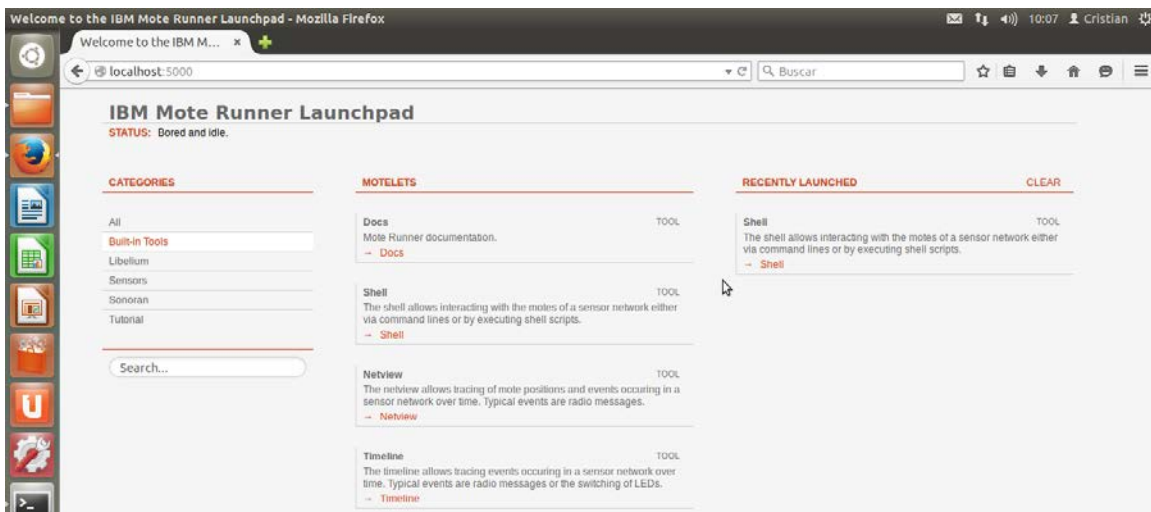 Welcome to the IBM Mote Runner Launchpad - Mozilla Firefox
10:07 Cristian
Welcome to the IBM M... ×
localhost:5000
Buscar
IBM Mote Runner Launchpad
STATUS: Bored and idle.
CATEGORIES
All
Built-in Tools
Libelium
Sensors
Sonoran
Tutorial
Search...
MOTELETS
Docs TOOL
Mote Runner documentation.
→ Docs
Shell TOOL
The shell allows interacting with the motes of a sensor network either
via command lines or by executing shell scripts.
→ Shell
Netview TOOL
The netview allows tracing of mote positions and events occuring in a
sensor network over time. Typical events are radio messages.
→ Netview
Timeline TOOL
The timeline allows tracing events occuring in a sensor network over
time. Typical events are radio messages or the switching of LEDs.
→ Timeline
RECENTLY LAUNCHED CLEAR
Shell TOOL
The shell allows interacting with the motes of a sensor network either
via command lines or by executing shell scripts.
→ Shell